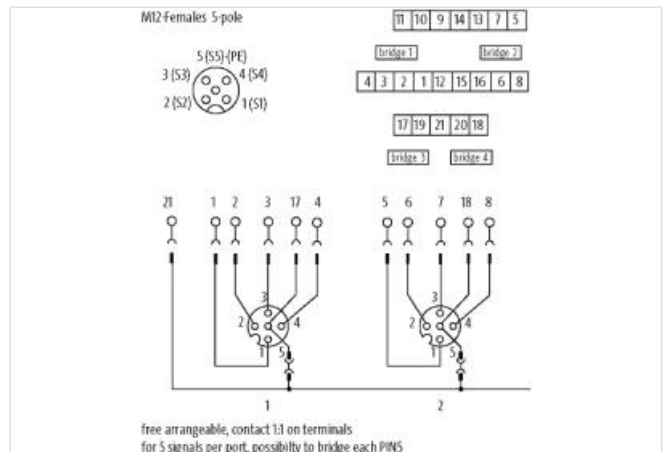 M12-Females 5-pole
11 10 9 14 13 7 5
bridge 1 bridge 2
5 (S5)-(PE)
3 (S3) 4 (S4)
2 (S2) 1 (S1)
4 3 2 1 12 15 16 6 8
17 19 21 20 18
bridge 3 bridge 4
21 1 2 3 17 4 5 6 7 18 8
3 3
2 4 2 4
1 5 1 5
1 2
free arrangeable, contact 1:1 on terminals
for 5 signals per port, possibilty to bridge each PIN5